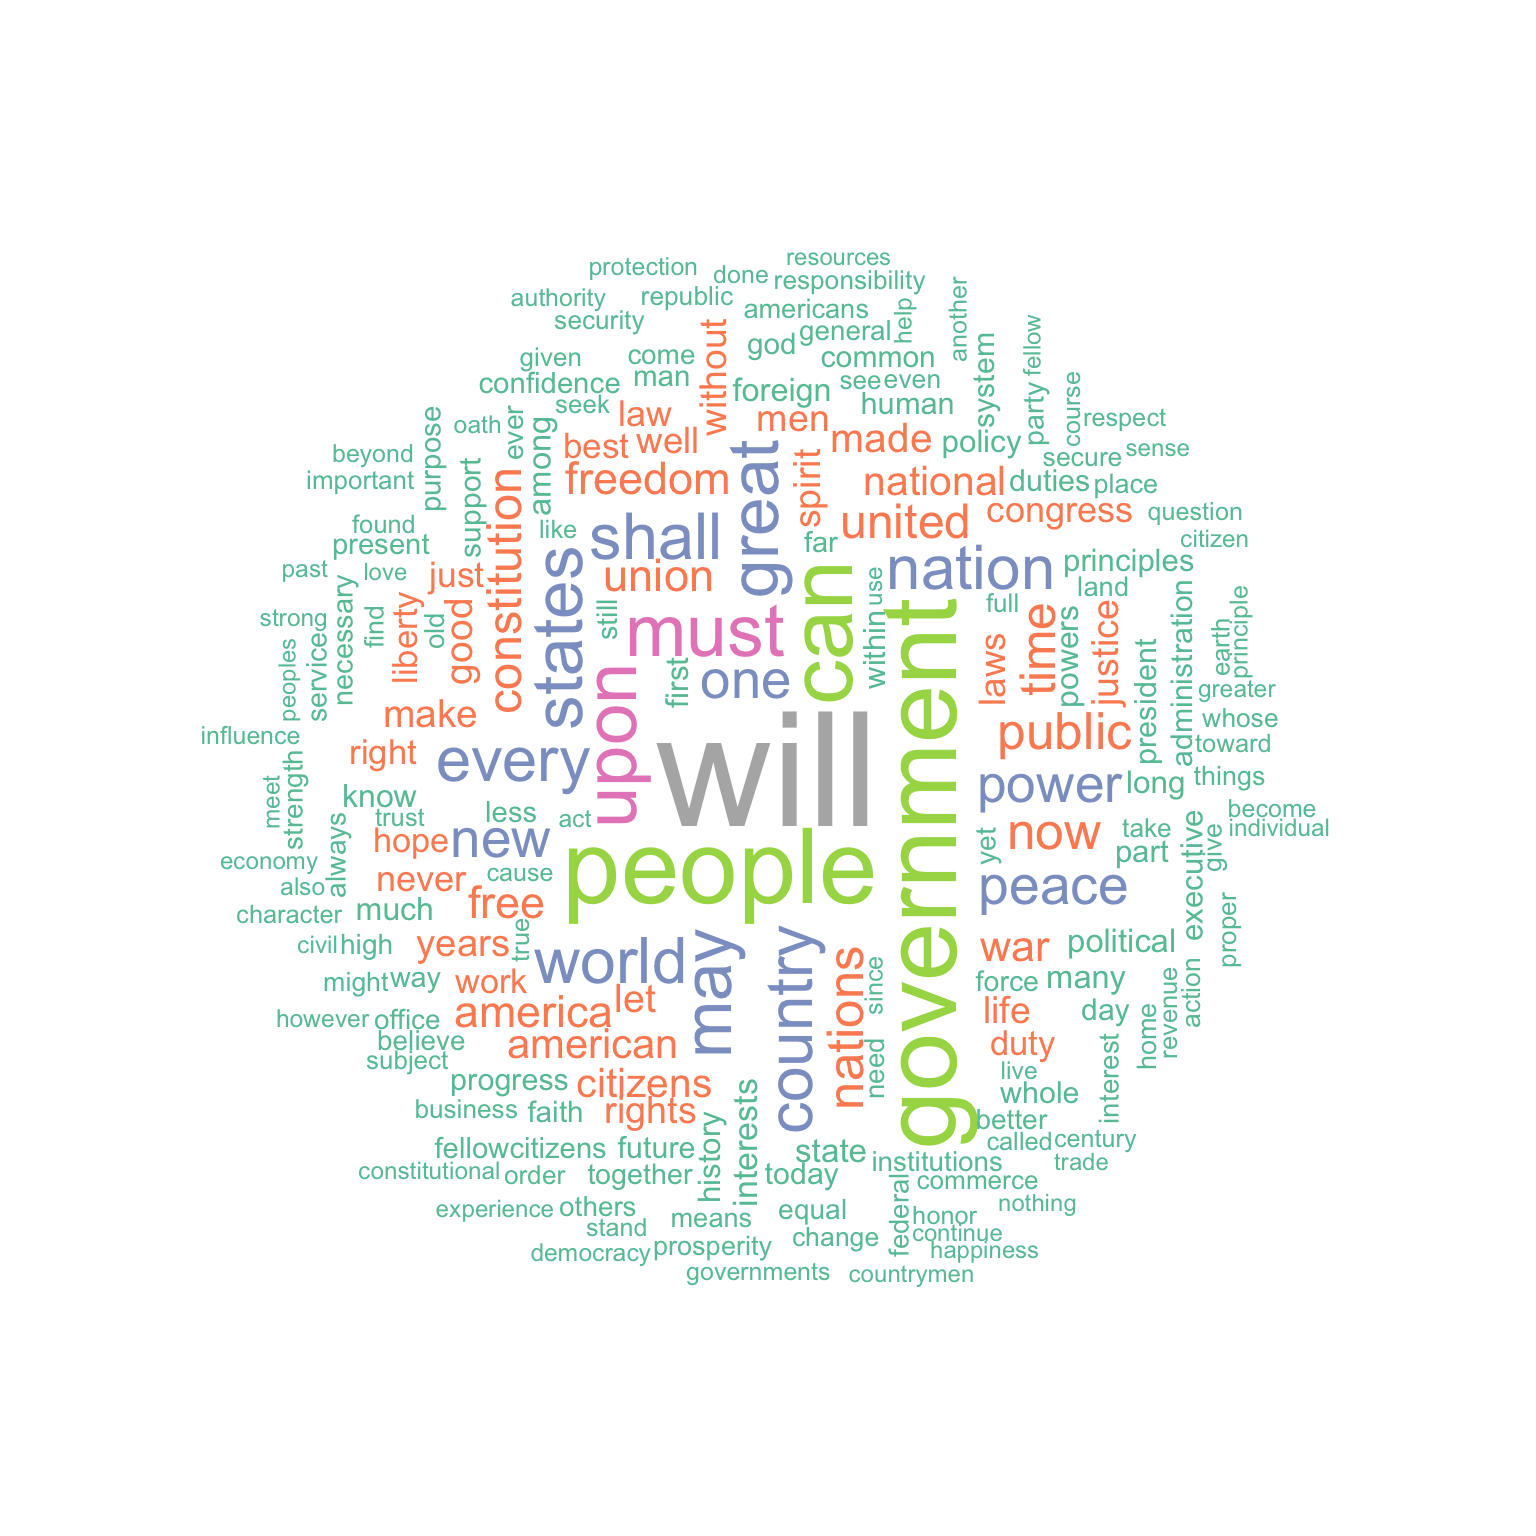 resources
protection
done
responsibility
authority
republic
americans
another
security
general
help
god
without
common
system
party
fellow
given
come
confidence
man
foreign
see
even
human
course
seek
law
men
made
policy
respect
oath
ever
among
best
well
secure
sense
beyond
important
purpose
support
freedom
great
spirit
national
duties
place
found
present
constitution
like
shall
far
united
congress
question
citizen
past
love
just
states
union
can
use
nation
principles
land
strong
services
peoples
necessary
find
liberty
old
good
still
must
within
government
full
laws
time
powers
justice
president
administration
earth
principle
first
one
greater
make
upon
will
public
whose
influence
right
every
toward
meet
strength
know
power
long
things
trust
less
act
always
hope
new
yet
now
take
part
executive
give
become
individual
economy
also
never
cause
people
peace
character
much
free
proper
civil
high
years
true
world
may
country
nations
since
war
political
might
way
work
force
many
revenue
action
however
office
america
let
life
day
home
believe
subject
american
need
duty
interest
progress
citizens
live
whole
business
faith
rights
better
fellowcitizens
future
history
interests
state
institutions
called
century
constitutional
order
together
today
commerce
trade
experience
others
means
equal
federal
honor
nothing
stand
change
continue
democracy
prosperity
happiness
governments
countrymen